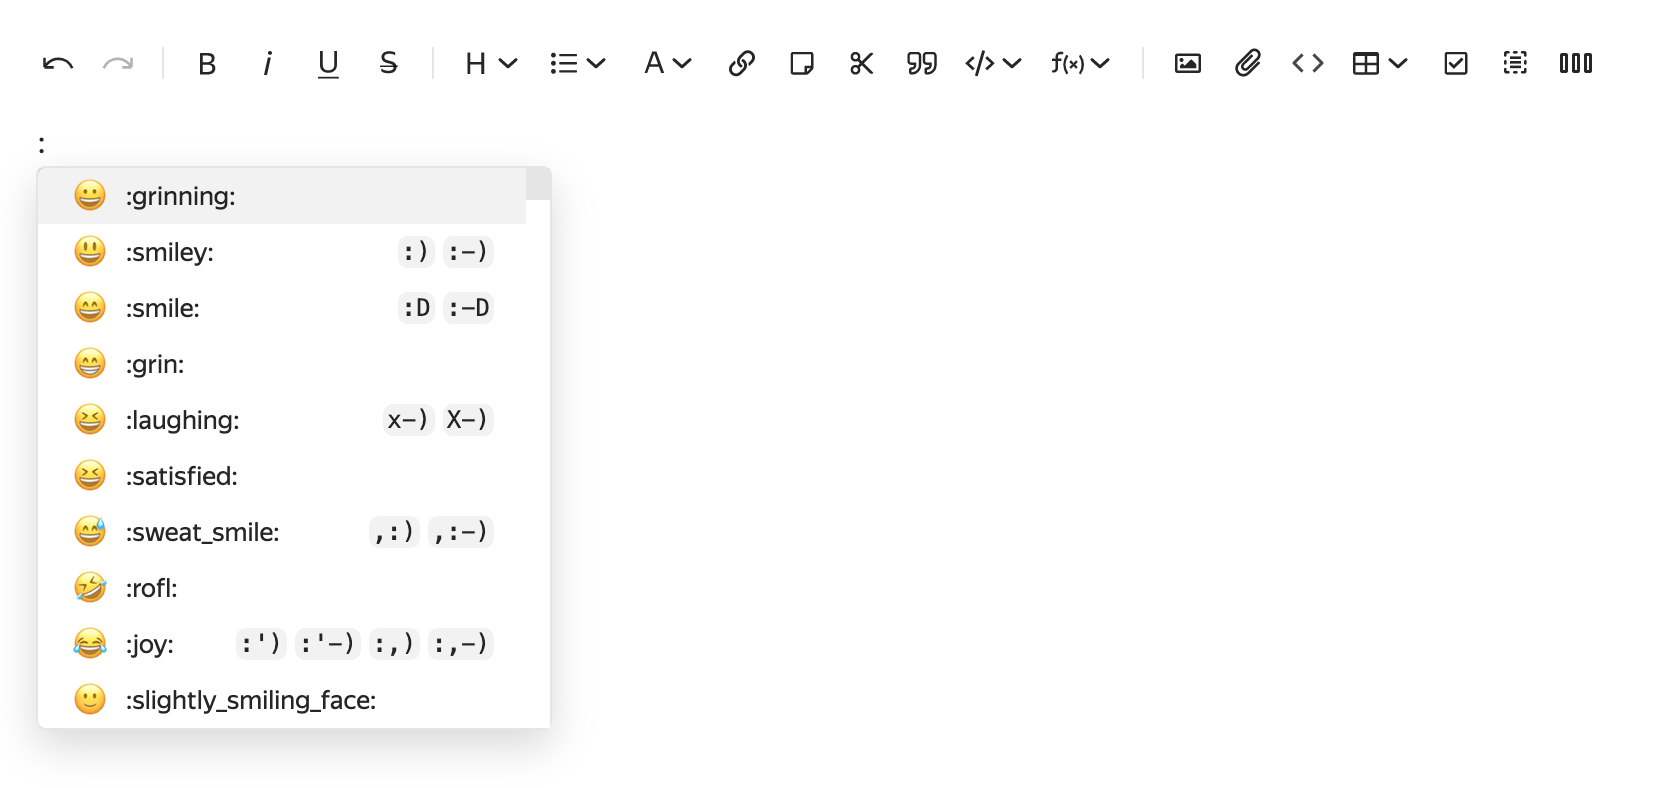 B i U S H A </> f(x) <>
:
:grinning:
:smiley: :) :-)
:smile: :D :-D
:grin:
:laughing: x-) X-)
:satisfied:
:sweat_smile: ,:) ,:-)
:rofl:
:joy: :') :'-) :,) :,-)
:slightly_smiling_face: